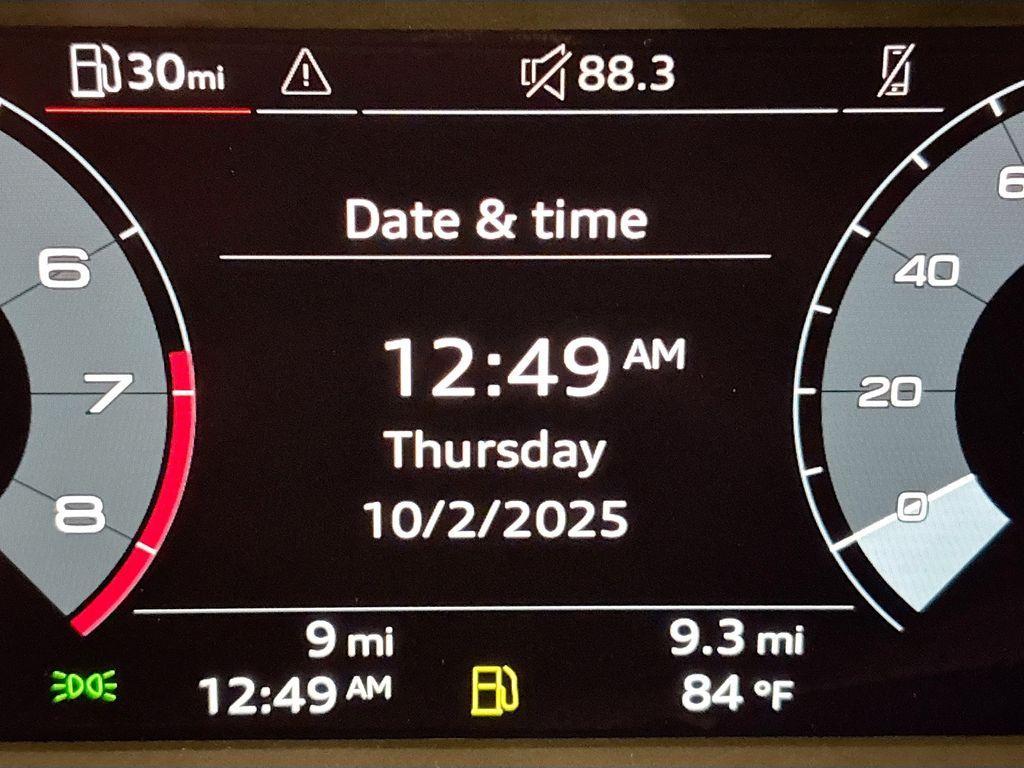 30mi
88.3
Date & time
6
6
40
12:49 AM
7
20
Thursday
8
0
10/2/2025
9 mi
9.3 mi
12:49 AM
84 °F